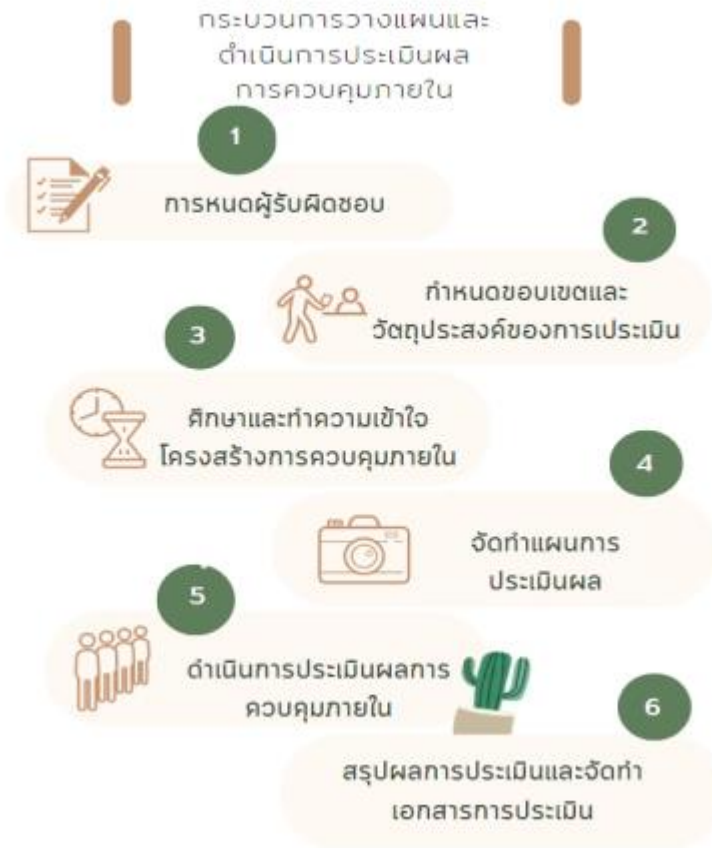 กระบวนการวางแผนและ
ดำเนินการประเมินผล
การควบคุมภายใน
1
การหนดผู้รับผิดชอบ
2
กำหนดขอบเขตและ
วัตถุประสงค์ของการเประเมิน
3
ศึกษาและทำความเข้าใจ
โครงสร้างการควบคุมภายใน
4
จัดทำแผนการ
ประเมินผล
5
ดำเนินการประเมินผลการ
ควบคุมภายใน
6
สรุปผลการประเมินและจัดทำ
เอกสารการประเมิน